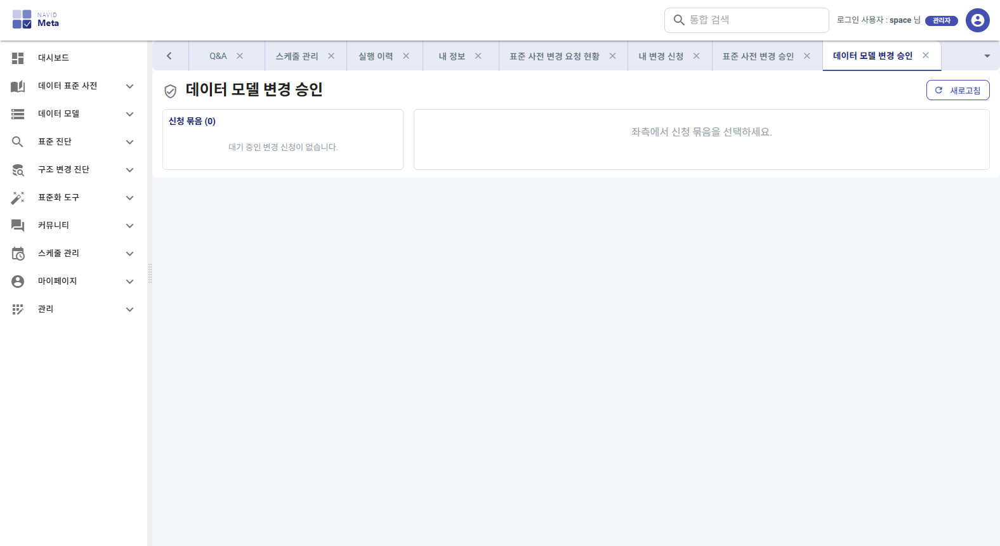 NAVID
Meta
통합 검색
로그인 사용자 : space 님
관리자
대시보드
데이터 표준 사전
데이터 모델
표준 진단
구조 변경 진단
표준화 도구
커뮤니티
스케줄 관리
마이페이지
관리
Q&A
스케줄 관리
실행 이력
내 정보
표준 사전 변경 요청 현황
내 변경 신청
표준 사전 변경 승인
데이터 모델 변경 승인
데이터 모델 변경 승인
새로고침
신청 묶음 (0)
대기 중인 변경 신청이 없습니다.
좌측에서 신청 묶음을 선택하세요.